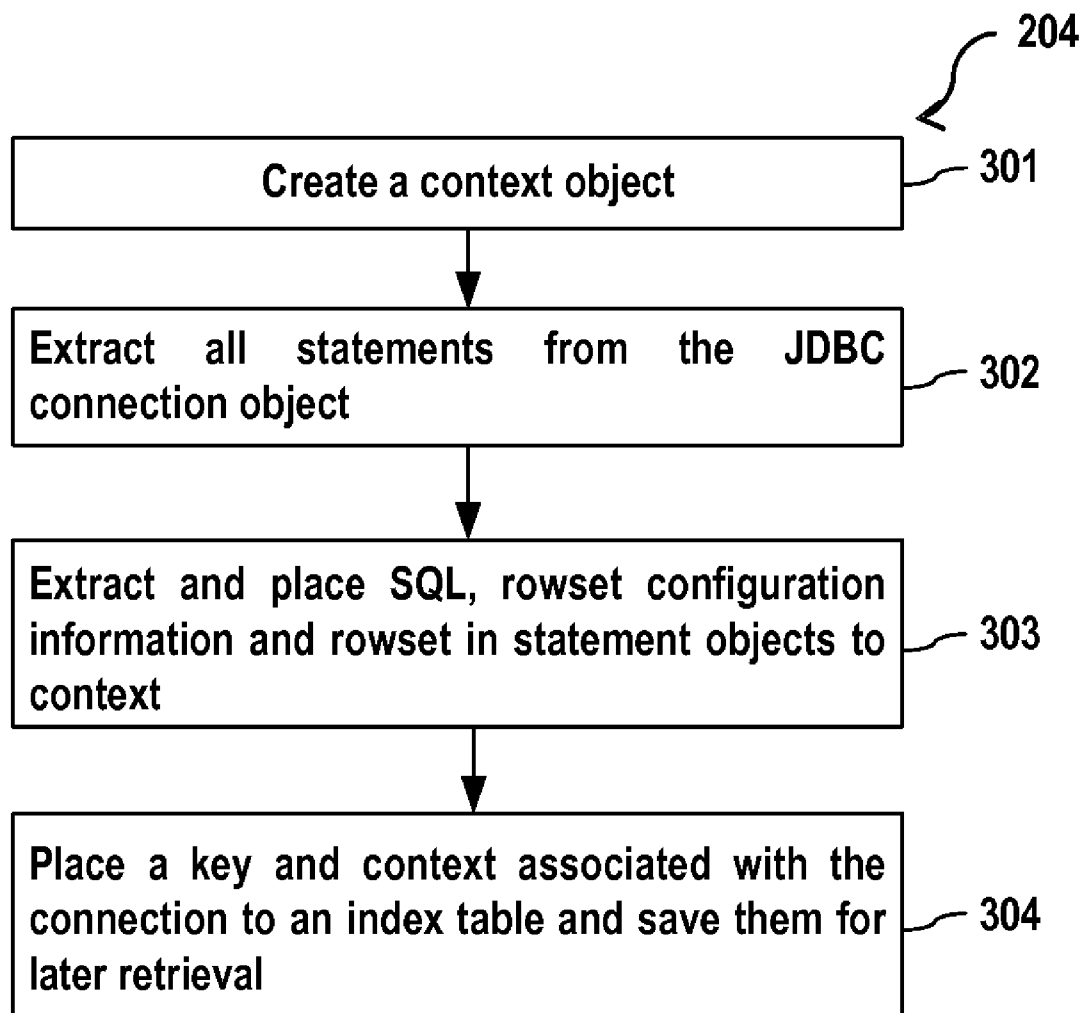 204
Create a context object
301
Extract all statements from the JDBC
connection object
302
Extract and place SQL, rowset configuration
information and rowset in statement objects to
context
303
Place a key and context associated with the
connection to an index table and save them for
later retrieval
304